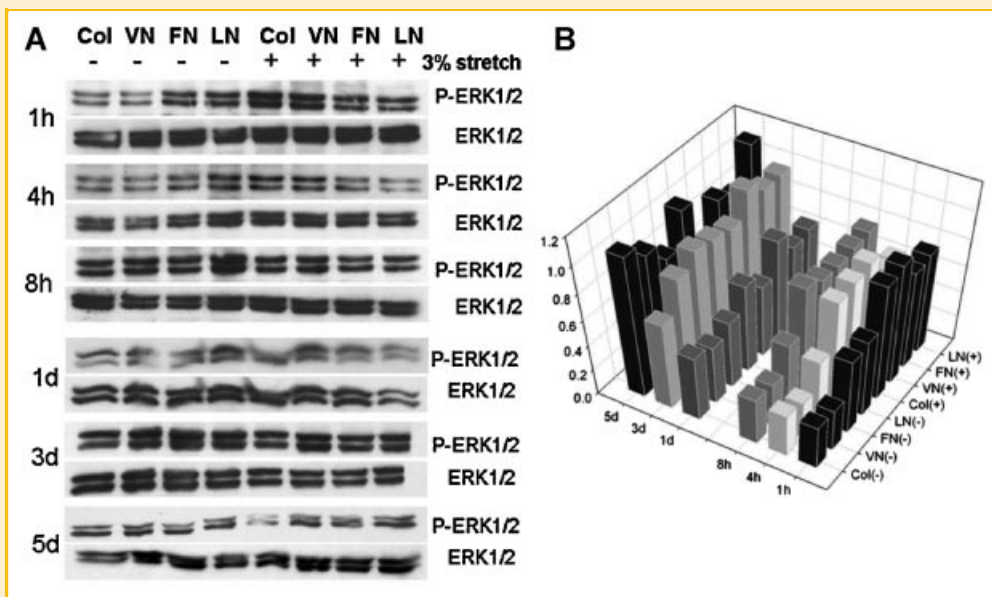 A
Col VN FN LN Col VN FN LN
- - - - + + + + 3% stretch
1h
P-ERK1/2
ERK1/2
4h
P-ERK1/2
ERK1/2
8h
P-ERK1/2
ERK1/2
1d
P-ERK1/2
ERK1/2
3d
P-ERK1/2
ERK1/2
5d
P-ERK1/2
ERK1/2
B
1.2
1.0
0.8
0.6
0.4
0.2
0.0
5d
3d
1d
8h
4h
1h
LN(+)
FN(+)
VN(+)
Col(+)
LN(-)
FN(-)
VN(-)
Col(-)